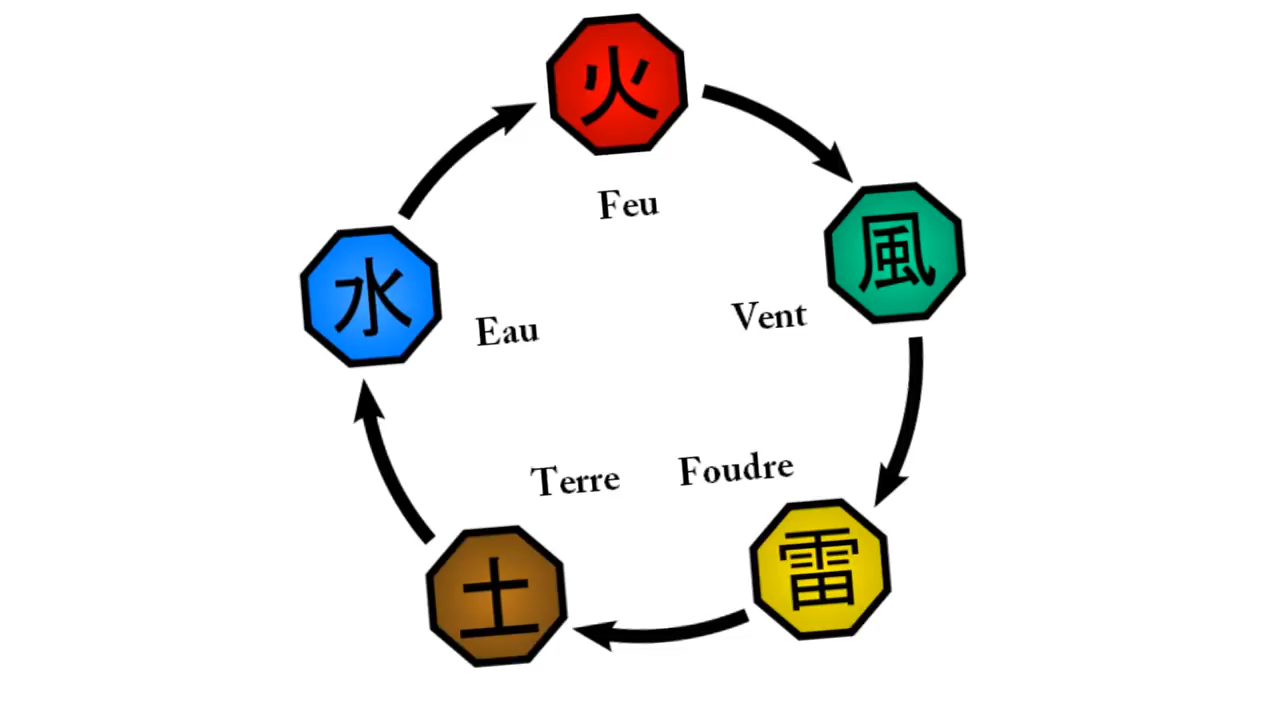 火
Feu
風
Vent
水
Eau
Terre
Foudre
土
雷